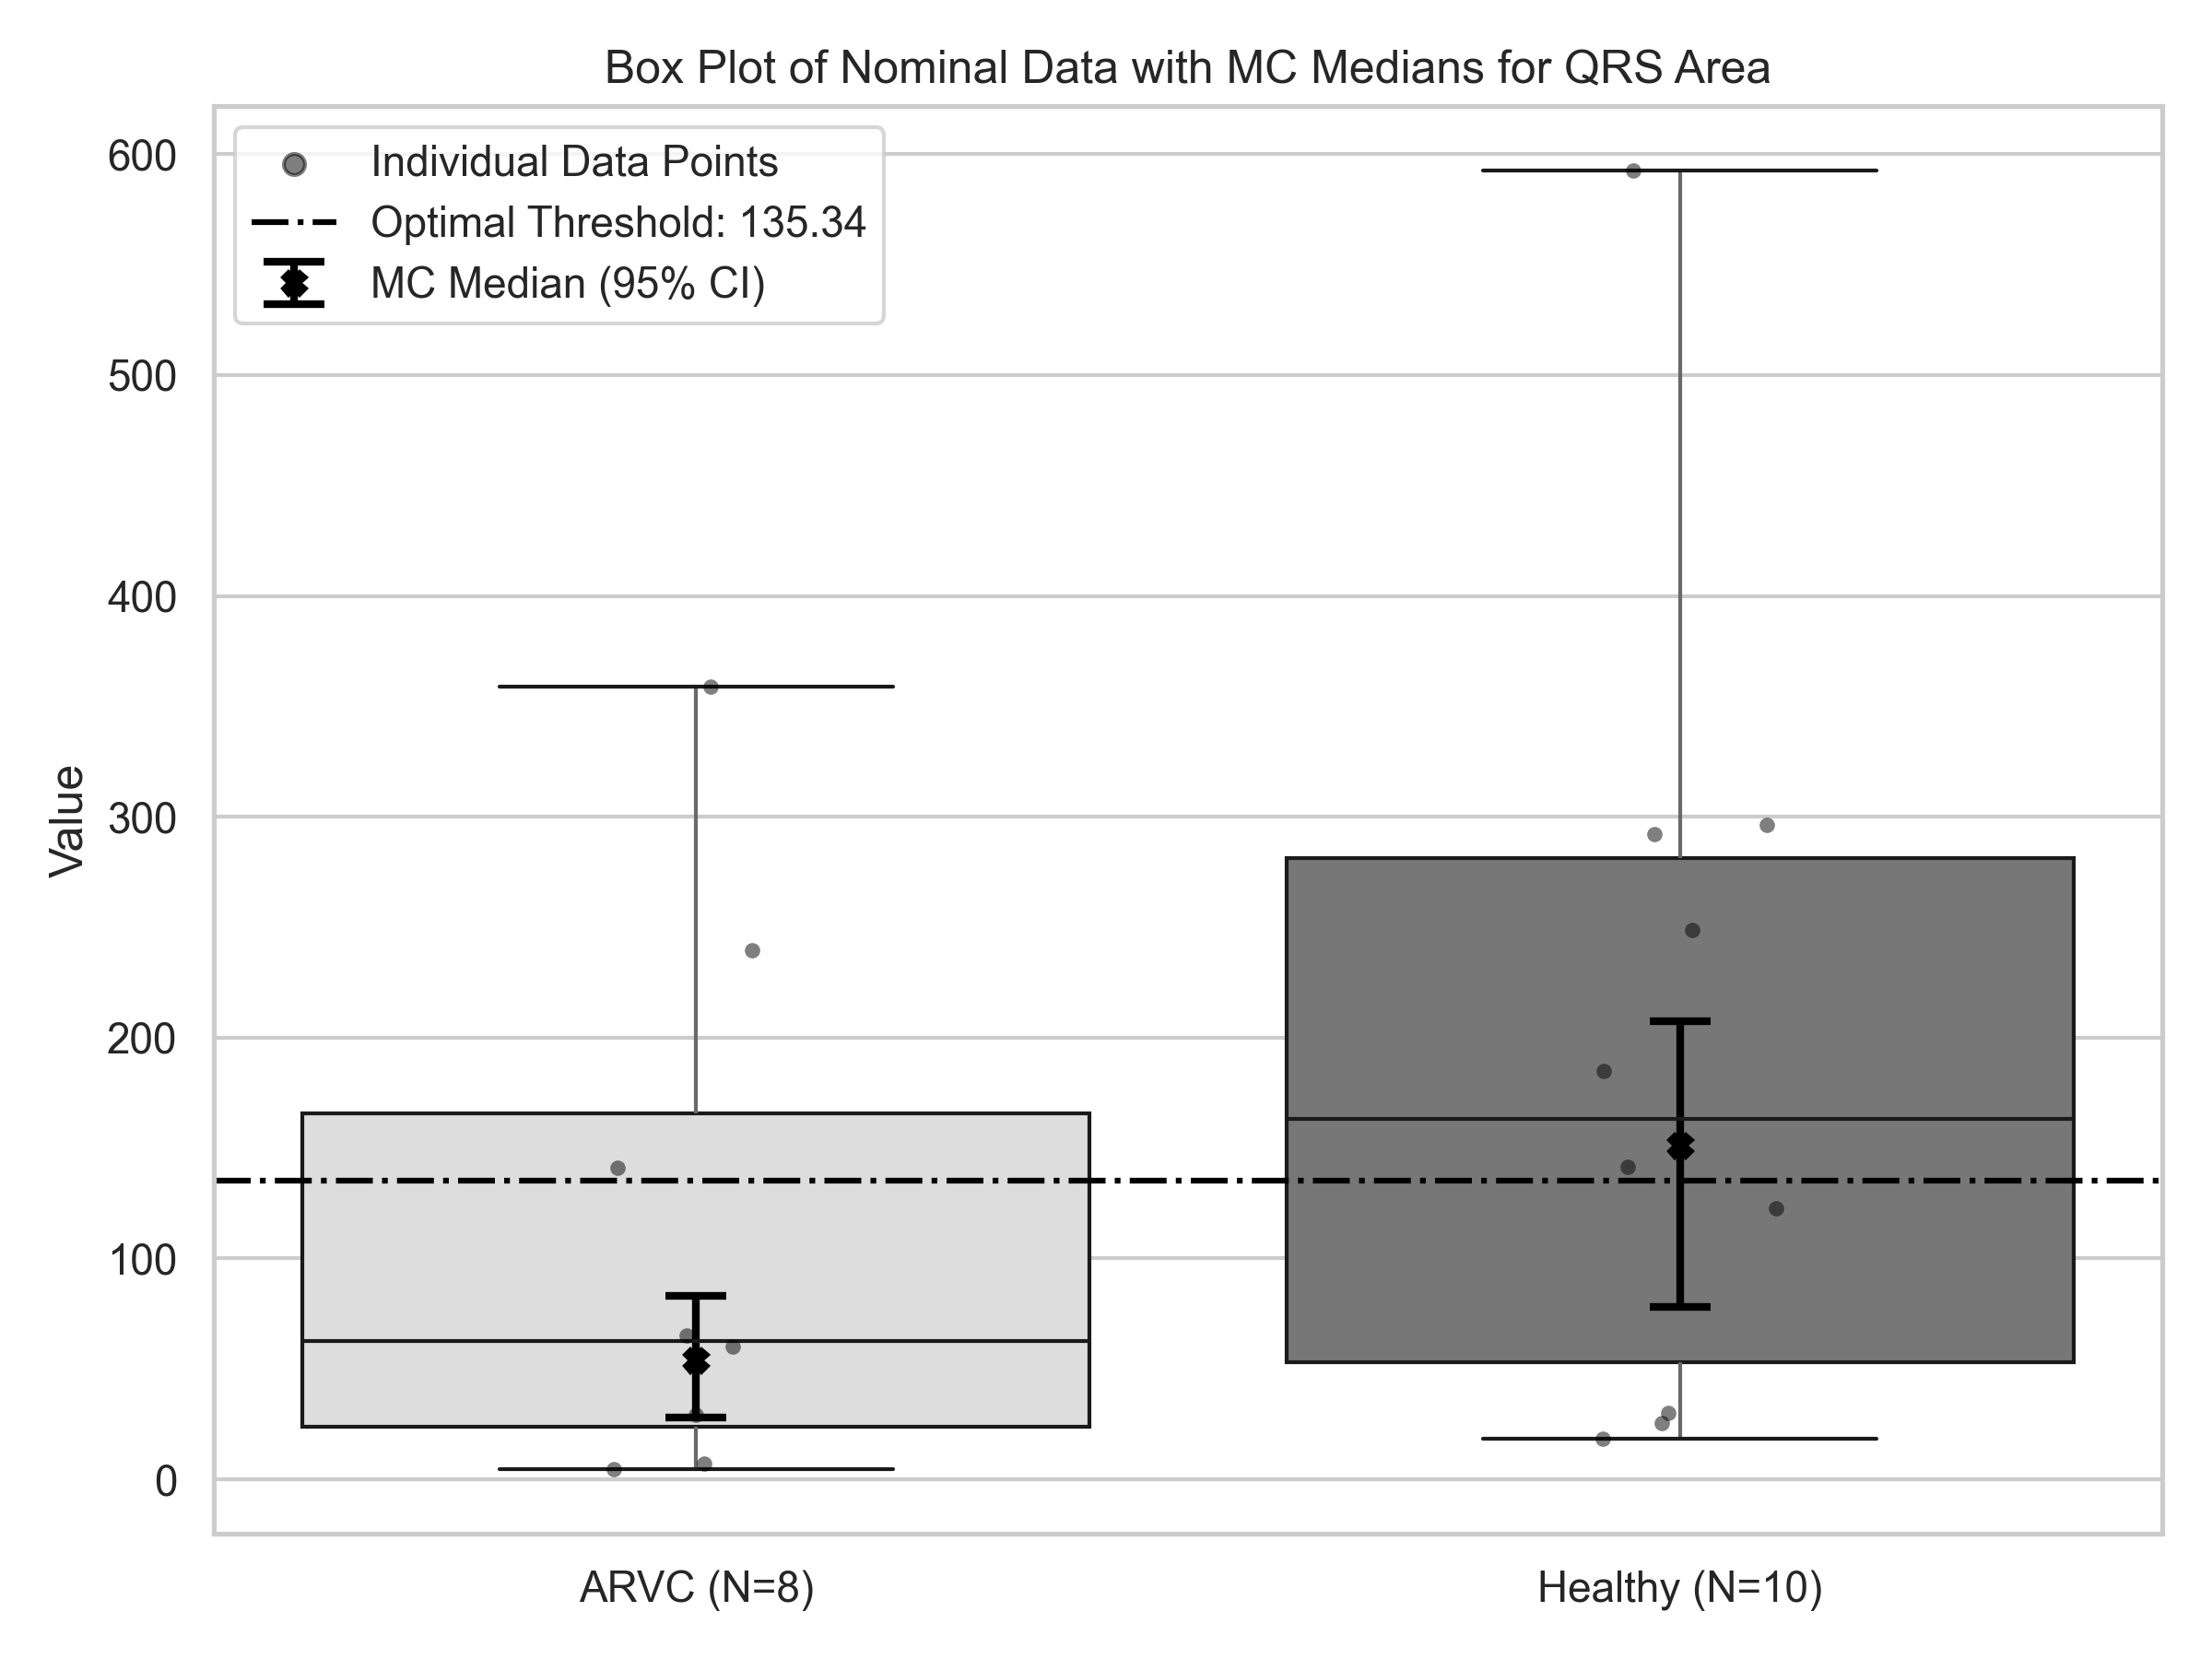 Box Plot of Nominal Data with MC Medians for QRS Area
Individual Data Points
Optimal Threshold: 135.34
MC Median (95% CI)
600
500
400
300
200
100
0
Value
ARVC (N=8)
Healthy (N=10)